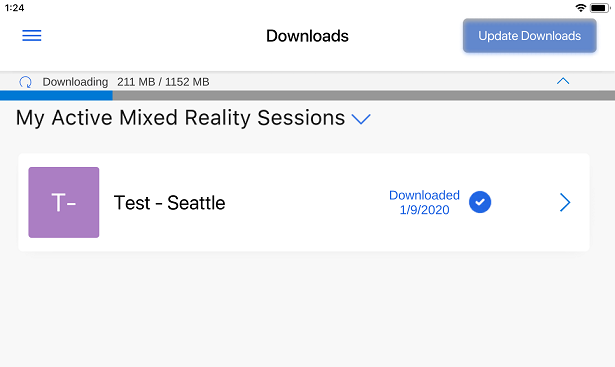 1:24
Downloads
Update Downloads
Downloading 211 MB / 1152 MB
My Active Mixed Reality Sessions
T-
Test - Seattle
Downloaded
1/9/2020